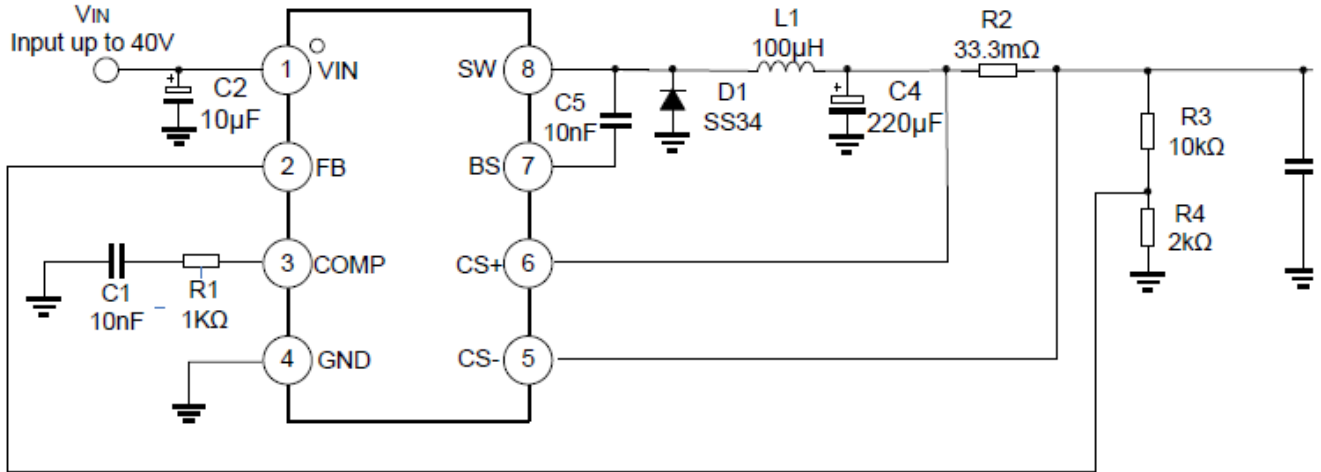 VIN
Input up to 40V
C2
10µF
1
VIN
2
FB
3
COMP
4
GND
C1
10nF
R1
1KΩ
SW
8
BS
7
CS+
6
CS-
5
C5
10nF
D1
SS34
L1
100µH
C4
220µF
R2
33.3mΩ
R3
10kΩ
R4
2kΩ